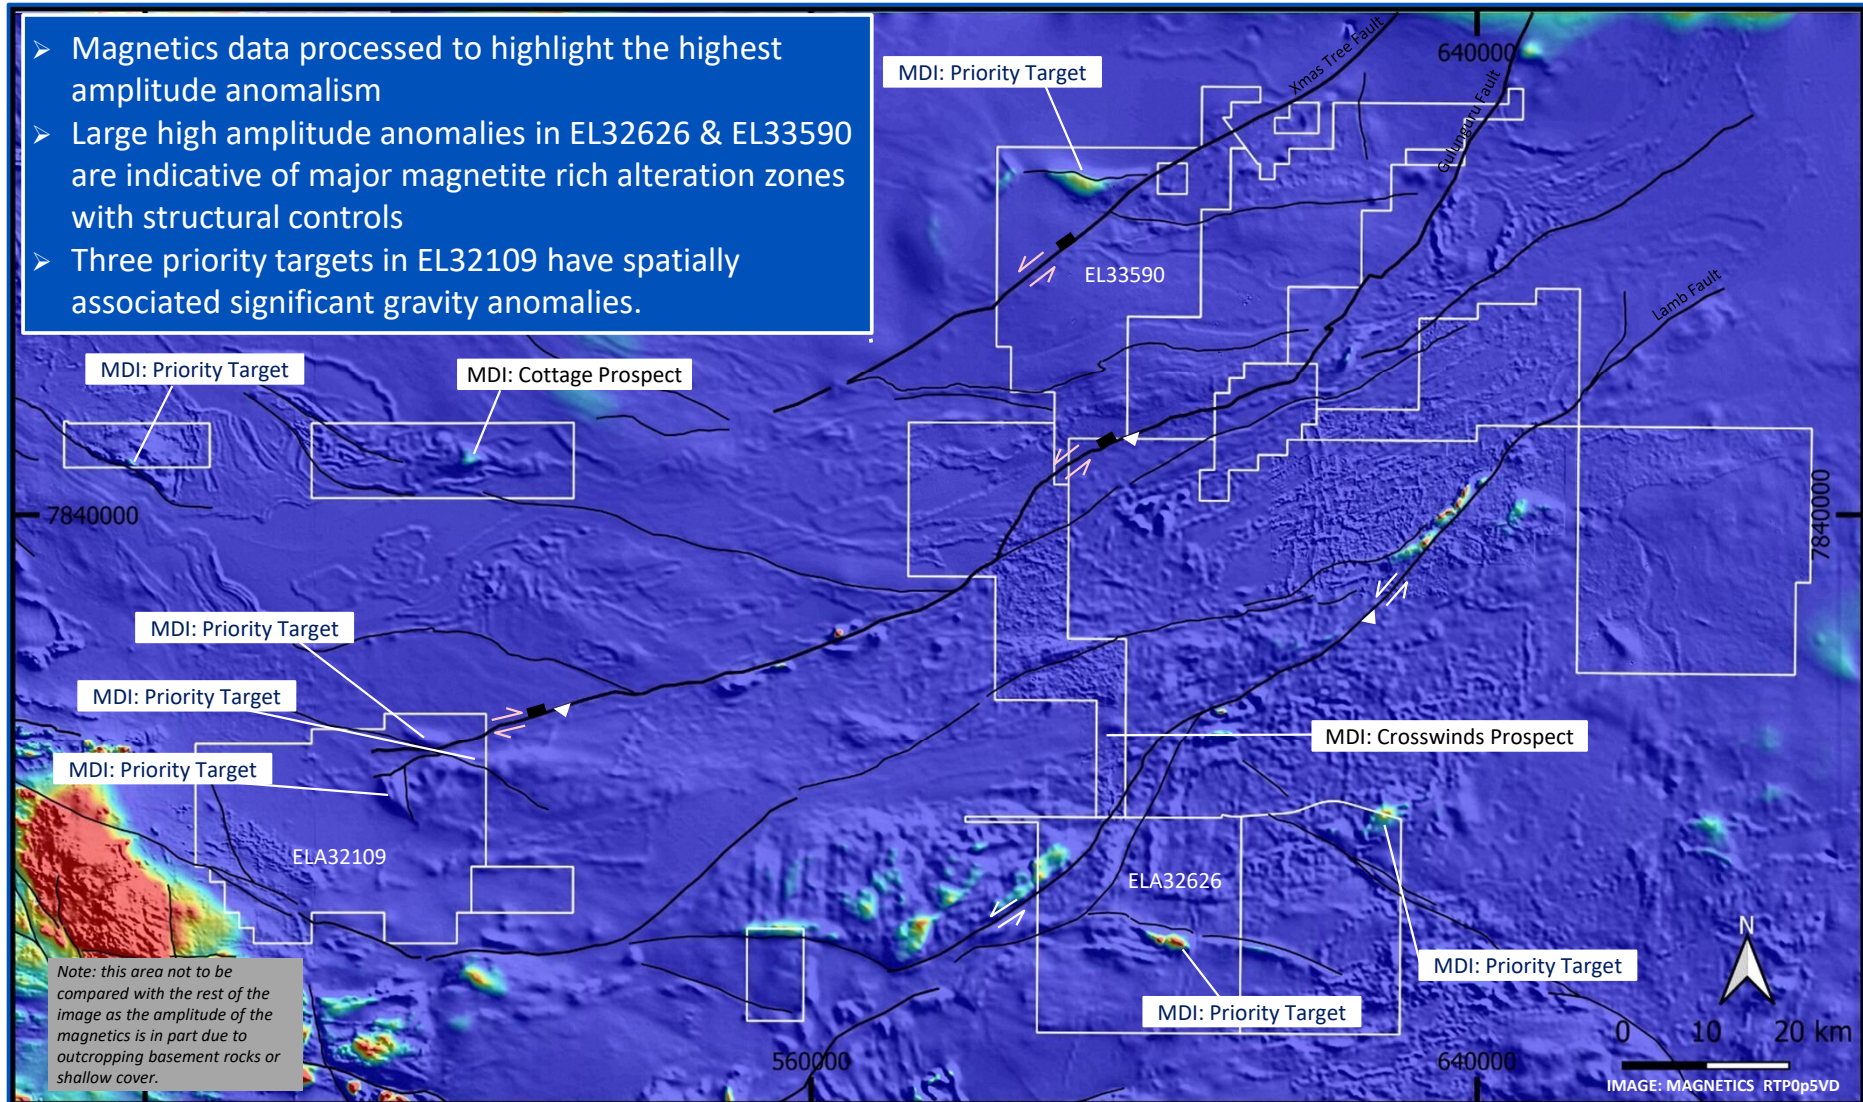 ➢ Magnetics data processed to highlight the highest
amplitude anomalism
➢ Large high amplitude anomalies in EL32626 & EL33590
are indicative of major magnetite rich alteration zones
with structural controls
➢ Three priority targets in EL32109 have spatially
associated significant gravity anomalies.
MDI: Priority Target
Xmas Tree Fault
640000
Gulunguru Fault
EL33590
Lamb Fault
MDI: Priority Target
MDI: Cottage Prospect
7840000
7840000
MDI: Priority Target
MDI: Priority Target
MDI: Priority Target
MDI: Crosswinds Prospect
ELA32109
ELA32626
MDI: Priority Target
MDI: Priority Target
Note: this area not to be
compared with the rest of the
image as the amplitude of the
magnetics is in part due to
outcropping basement rocks or
shallow cover.
N
0 10 20 km
560000
640000
IMAGE: MAGNETICS RTP0p5VD